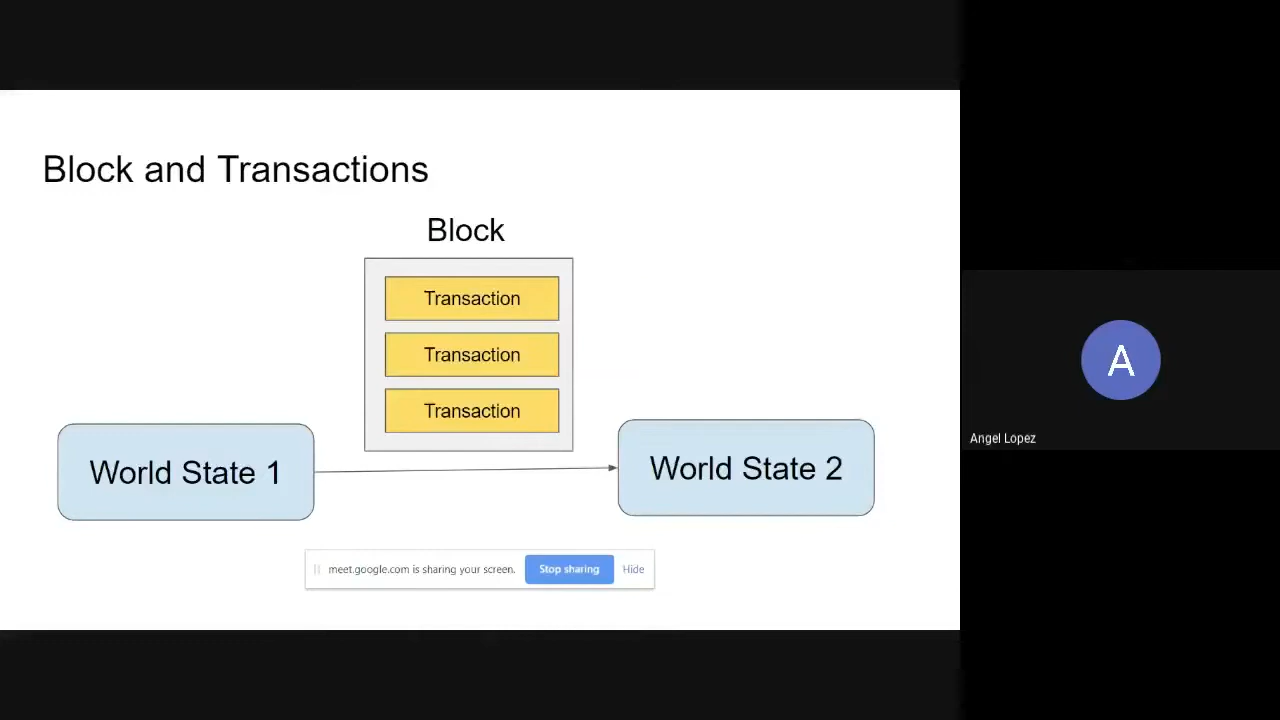 Block and Transactions
Block
Transaction
Transaction
Transaction
World State 1
World State 2
meet.google.com is sharing your screen.
Stop sharing
Hide
A
Angel Lopez